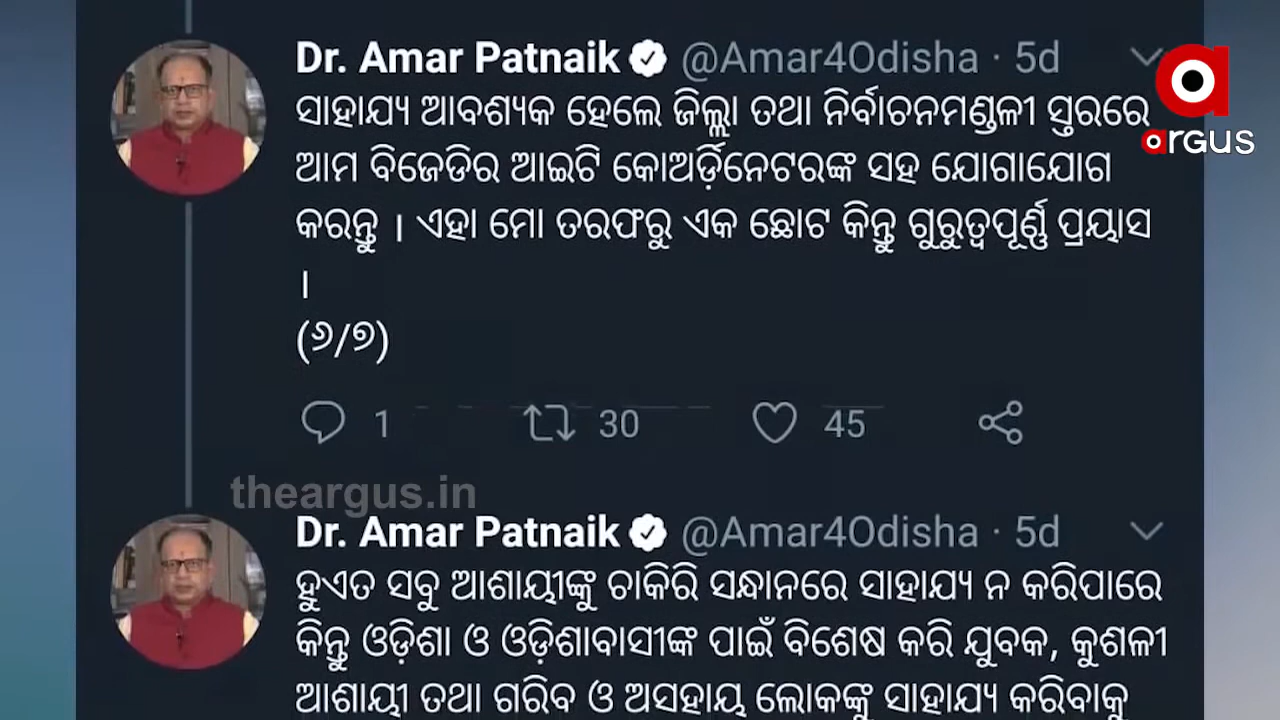 Dr. Amar Patnaik @Amar4Odisha · 5d
ସାହାଯ୍ୟ ଆବଶ୍ୟକ ହେଲେ ଜିଲ୍ଲା ତଥା ନିର୍ବାଚନମଣ୍ଡଳୀ ସ୍ତରରେ
argus
ଆମ ବିଜେଡିର ଆଇଟି କୋଅର୍ଡ଼ିନେଟରଙ୍କ ସହ ଯୋଗାଯୋଗ
କରନ୍ତୁ । ଏହା ମୋ ତରଫରୁ ଏକ ଛୋଟ କିନ୍ତୁ ଗୁରୁତ୍ୱପୂର୍ଣ୍ଣ ପ୍ରୟାସ
।
(୬/୭)
1 30 45
theargus.in
Dr. Amar Patnaik @Amar4Odisha · 5d
ହୁଏତ ସବୁ ଆଶାୟୀଙ୍କୁ ଚାକିରି ସନ୍ଧାନରେ ସାହାଯ୍ୟ ନ କରିପାରେ
କିନ୍ତୁ ଓଡ଼ିଶା ଓ ଓଡ଼ିଶାବାସୀଙ୍କ ପାଇଁ ବିଶେଷ କରି ଯୁବକ, କୁଶଳୀ
ଆଶାୟୀ ତଥା ଗରିବ ଓ ଅସହାୟ ଲୋକଙ୍କୁ ସାହାଯ୍ୟ କରିବାକୁ